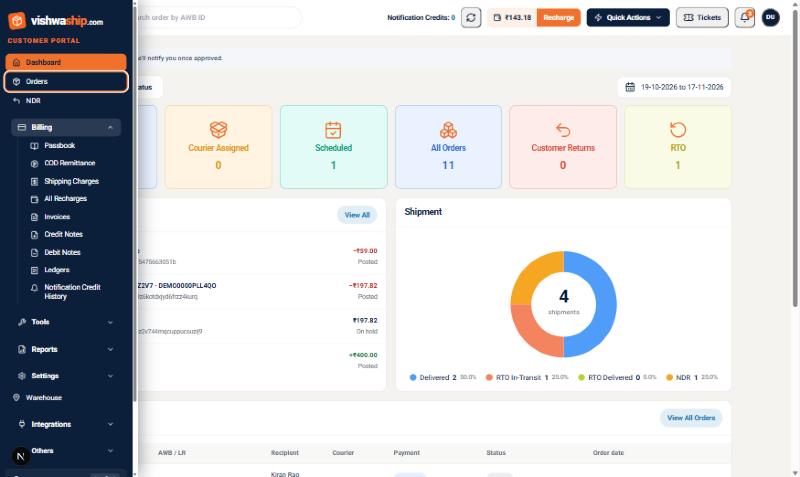 vishwaship.com
CUSTOMER PORTAL
Dashboard
Orders
NDR
Billing
Passbook
COD Remittance
Shipping Charges
All Recharges
Invoices
Credit Notes
Debit Notes
Ledgers
Notification Credit
History
Tools
Reports
Settings
Warehouse
Integrations
Others
N
rch order by AWB ID
Notification Credits: 0
₹143.18
Recharge
Quick Actions
Tickets
DU
e'll notify you once approved.
atus
19-10-2026 to 17-11-2026
Courier Assigned
0
Scheduled
1
All Orders
11
Customer Returns
0
RTO
1
View All
5475663051b
-₹59.00
Posted
-₹197.82
Posted
₹197.82
On hold
+₹400.00
Posted
Shipment
4
shipments
Delivered 2 50.0%
RTO In-Transit 1 25.0%
RTO Delivered 0 0.0%
NDR 1 25.0%
View All Orders
AWB / LR
Recipient
Courier
Payment
Status
Order date
Kiran Rao